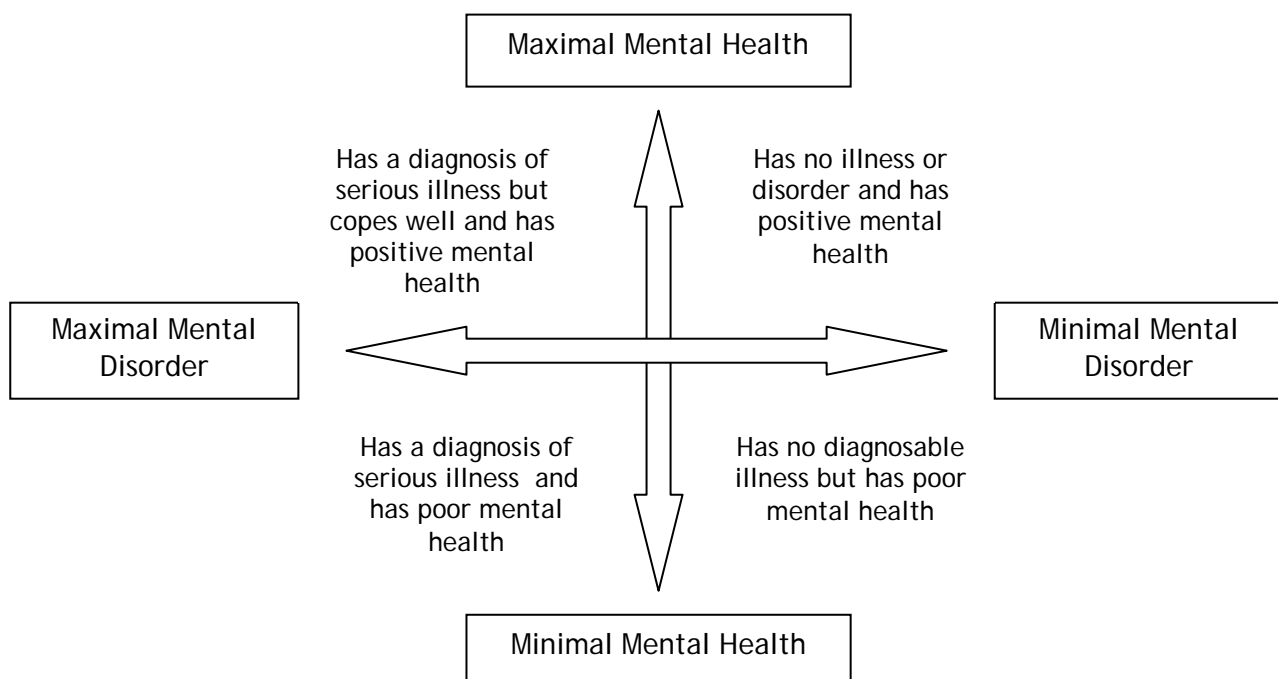 Maximal Mental Health
Has a diagnosis of
serious illness but
copes well and has
positive mental
health
Has no illness or
disorder and has
positive mental
health
Maximal Mental
Disorder
Minimal Mental
Disorder
Has a diagnosis of
serious illness  and
has poor mental
health
Has no diagnosable
illness but has poor
mental health
Minimal Mental Health